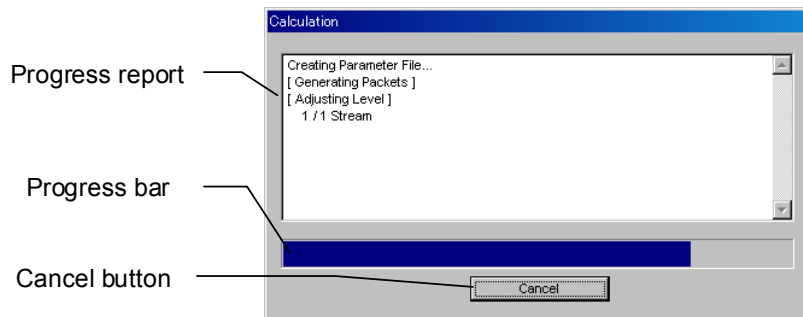 Calculation
Progress report
Creating Parameter File...
[ Generating Packets ]
[ Adjusting Level ]
1 / 1 Stream
Progress bar
Cancel button
Cancel